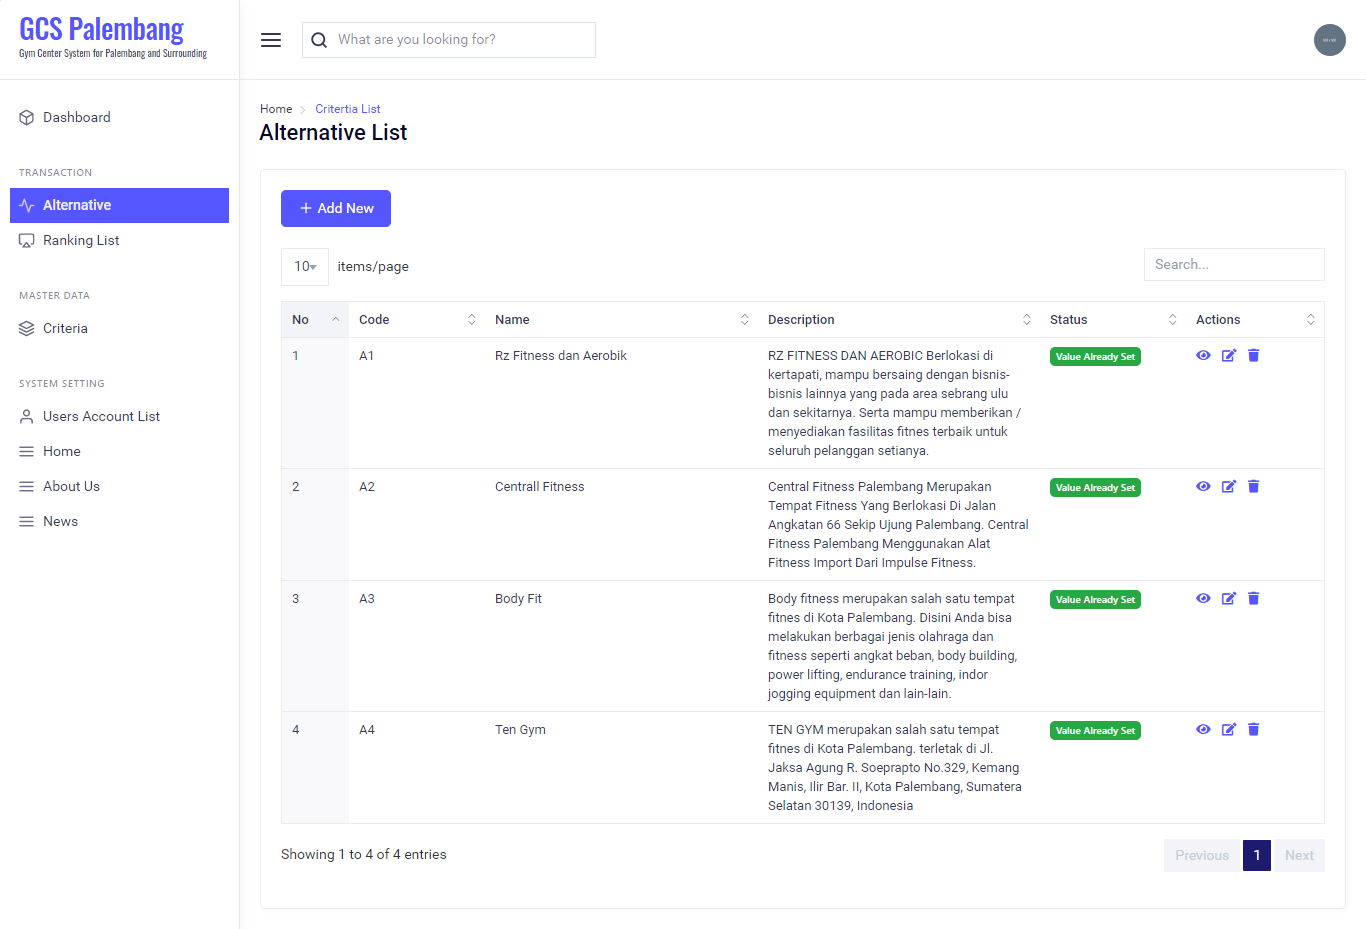 GCS Palembang
Gym Center System for Palembang and Surrounding
What are you looking for?
Dashboard
TRANSACTION
Alternative
Ranking List
MASTER DATA
Criteria
SYSTEM SETTING
Users Account List
Home
About Us
News
Home Critertia List
Alternative List
Add New
10 items/page
Search...
No Code Name Description Status Actions
1 A1 Rz Fitness dan Aerobik RZ FITNESS DAN AEROBIC Berlokasi di Value Already Set
kertapati, mampu bersaing dengan bisnis-
bisnis lainnya yang pada area sebrang ulu
dan sekitarnya. Serta mampu memberikan /
menyediakan fasilitas fitnes terbaik untuk
seluruh pelanggan setianya.
2 A2 Centrall Fitness Central Fitness Palembang Merupakan Value Already Set
Tempat Fitness Yang Berlokasi Di Jalan
Angkatan 66 Sekip Ujung Palembang. Central
Fitness Palembang Menggunakan Alat
Fitness Import Dari Impulse Fitness.
3 A3 Body Fit Body fitness merupakan salah satu tempat Value Already Set
fitnes di Kota Palembang. Disini Anda bisa
melakukan berbagai jenis olahraga dan
fitness seperti angkat beban, body building,
power lifting, endurance training, indor
jogging equipment dan lain-lain.
4 A4 Ten Gym TEN GYM merupakan salah satu tempat Value Already Set
fitnes di Kota Palembang. terletak di Jl.
Jaksa Agung R. Soeprapto No.329, Kemang
Manis, Ilir Bar. II, Kota Palembang, Sumatera
Selatan 30139, Indonesia
Showing 1 to 4 of 4 entries
Previous 1 Next